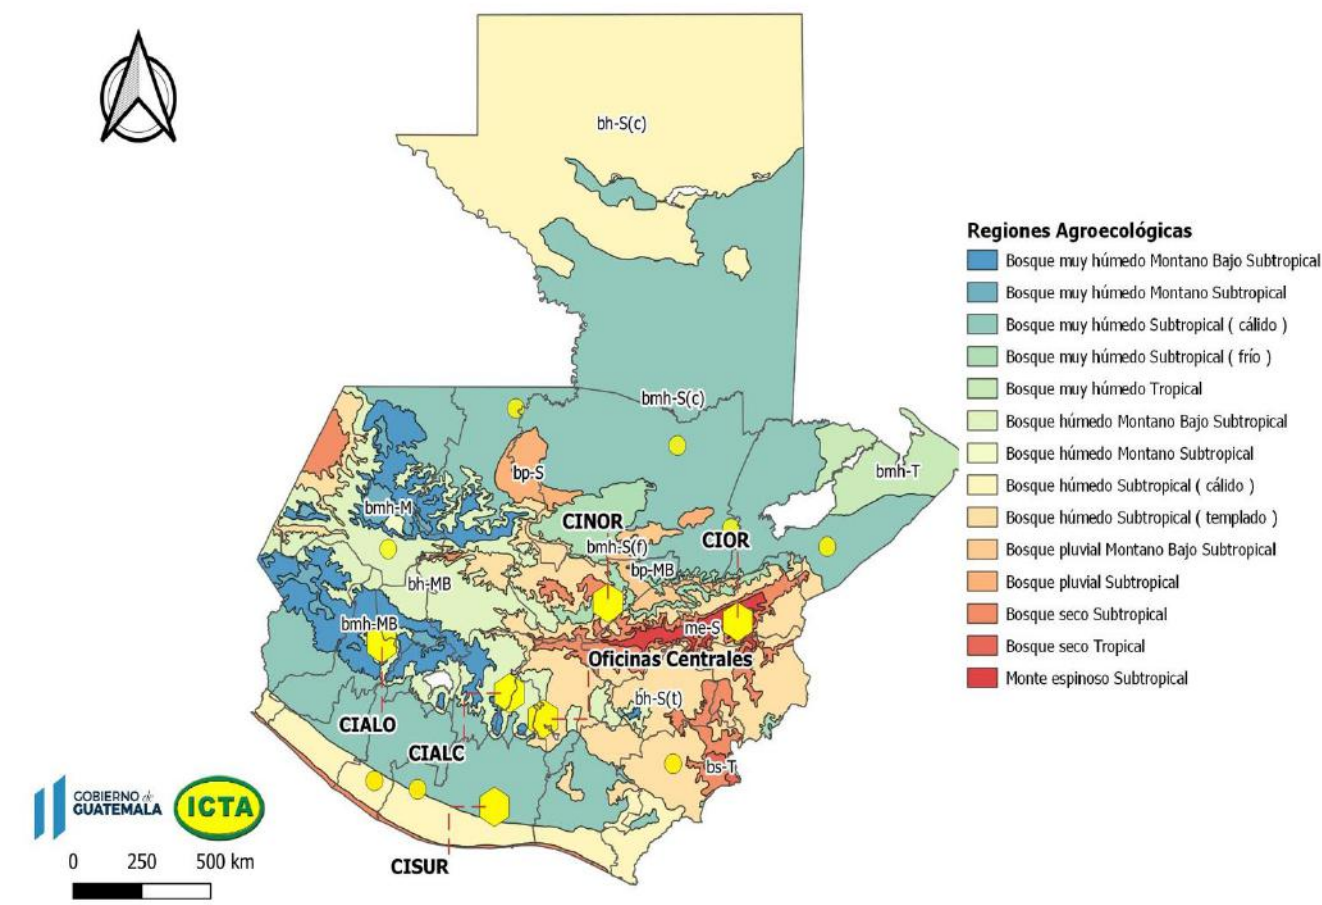 bh-S(c)
Regiones Agroecológicas
Bosque muy húmedo Montano Bajo Subtropical
Bosque muy húmedo Montano Subtropical
Bosque muy húmedo Subtropical ( cálido )
Bosque muy húmedo Subtropical ( frío )
Bosque muy húmedo Tropical
Bosque húmedo Montano Bajo Subtropical
Bosque húmedo Montano Subtropical
Bosque húmedo Subtropical ( cálido )
Bosque húmedo Subtropical ( templado )
Bosque pluvial Montano Bajo Subtropical
Bosque pluvial Subtropical
Bosque seco Subtropical
Bosque seco Tropical
Monte espinoso Subtropical
bmh-S(c)
bp-S
bmh-T
bmh-M
CINOR
CIOR
bmh-S(f)
bp-MB
bh-MB
bmh-MB
me-S
Oficinas Centrales
bh-S(t)
CIALO
CIALC
bs-T
GOBIERNO de
GUATEMALA
ICTA
0 250 500 km
CISUR